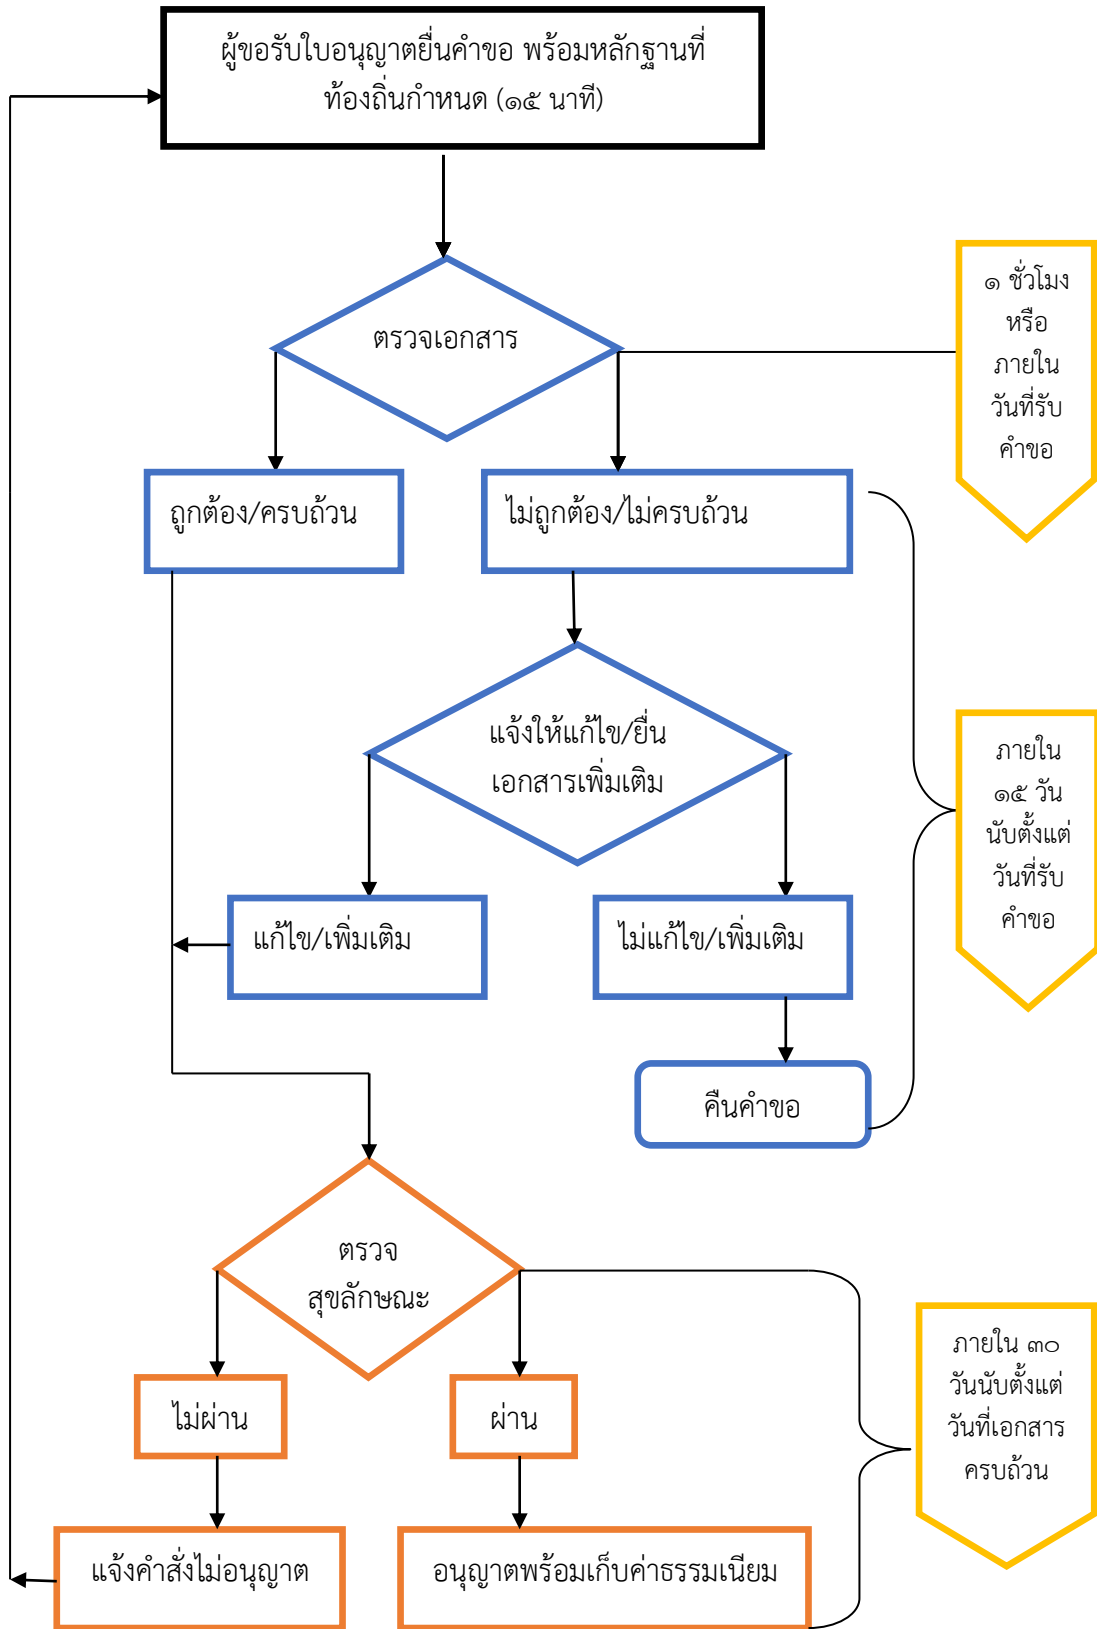 ผู้ขอรับใบอนุญาตยื่นคำขอ พร้อมหลักฐานที่
ท้องถิ่นกำหนด (๑๕ นาที)
ตรวจเอกสาร
๑ ชั่วโมง
หรือ
ภายใน
วันที่รับ
คำขอ
ถูกต้อง/ครบถ้วน
ไม่ถูกต้อง/ไม่ครบถ้วน
แจ้งให้แก้ไข/ยื่น
เอกสารเพิ่มเติม
ภายใน
๑๕ วัน
นับตั้งแต่
วันที่รับ
คำขอ
แก้ไข/เพิ่มเติม
ไม่แก้ไข/เพิ่มเติม
คืนคำขอ
ตรวจ
สุขลักษณะ
ภายใน ๓๐
วันนับตั้งแต่
วันที่เอกสาร
ครบถ้วน
ไม่ผ่าน
ผ่าน
แจ้งคำสั่งไม่อนุญาต
อนุญาตพร้อมเก็บค่าธรรมเนียม